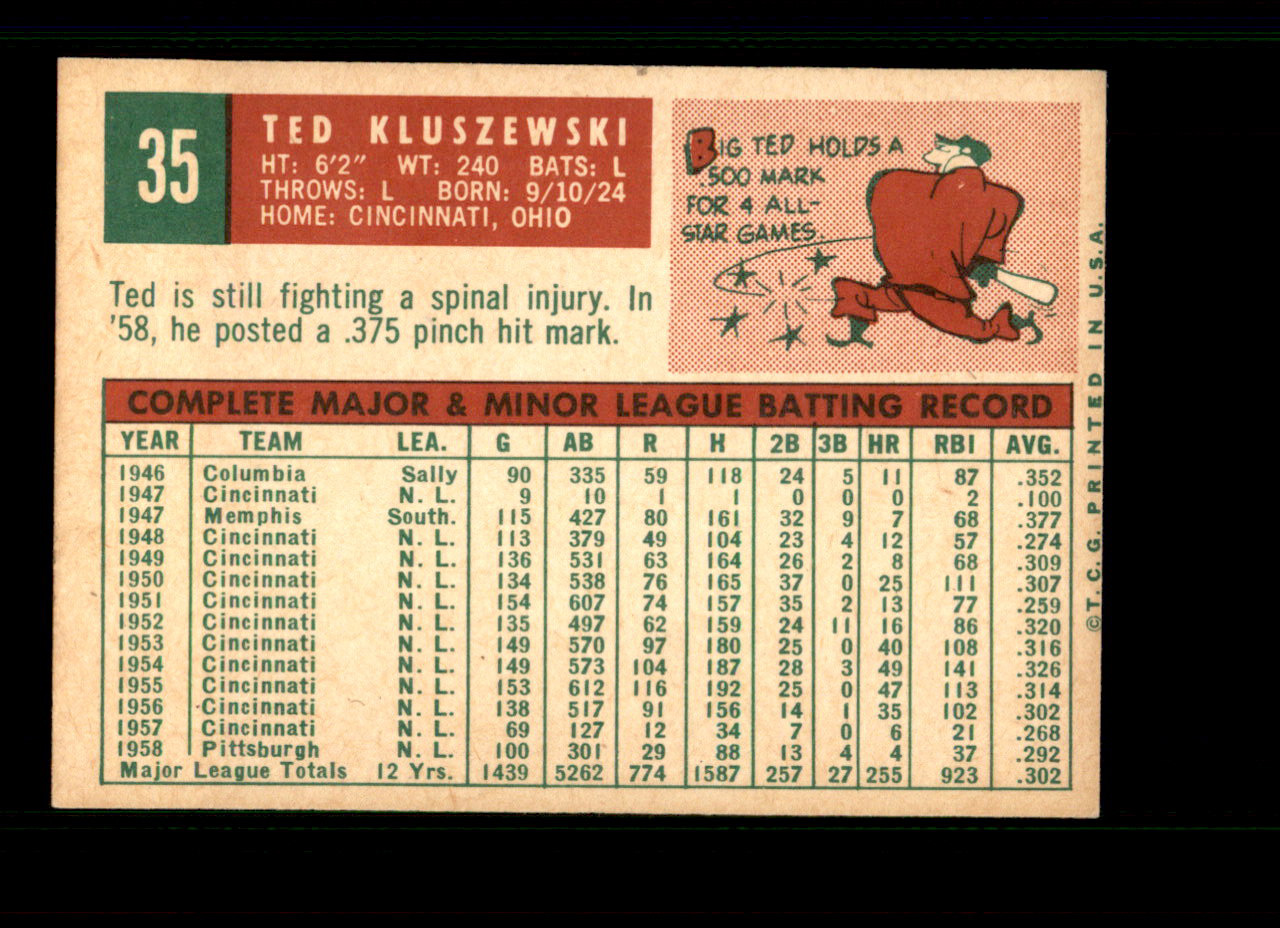 35
TED KLUSZEWSKI
HT: 6'2" WT: 240 BATS: L
THROWS: L BORN: 9/10/24
HOME: CINCINNATI, OHIO
BIG TED HOLDS A
.500 MARK
FOR 4 ALL-
STAR GAMES.
Ted is still fighting a spinal injury. In
'58, he posted a .375 pinch hit mark.
COMPLETE MAJOR & MINOR LEAGUE BATTING RECORD
YEAR TEAM LEA. G AB R H 2B 3B HR RBI AVG.
1946 Columbia Sally 90 335 59 118 24 5 11 87 .352
1947 Cincinnati N. L. 9 10 1 1 0 0 0 2 .100
1947 Memphis South. 115 427 80 161 32 9 7 68 .377
1948 Cincinnati N. L. 113 379 49 104 23 4 12 57 .274
1949 Cincinnati N. L. 136 531 63 164 26 2 8 68 .309
1950 Cincinnati N. L. 134 538 76 165 37 0 25 111 .307
1951 Cincinnati N. L. 154 607 74 157 35 2 13 77 .259
1952 Cincinnati N. L. 135 497 62 159 24 11 16 86 .320
1953 Cincinnati N. L. 149 570 97 180 25 0 40 108 .316
1954 Cincinnati N. L. 149 573 104 187 28 3 49 141 .326
1955 Cincinnati N. L. 153 612 116 192 25 0 47 113 .314
1956 Cincinnati N. L. 138 517 91 156 14 1 35 102 .302
1957 Cincinnati N. L. 69 127 12 34 7 0 6 21 .268
1958 Pittsburgh N. L. 100 301 29 88 13 4 4 37 .292
Major League Totals 12 Yrs. 1439 5262 774 1587 257 27 255 923 .302
©T. C. G. PRINTED IN U.S.A.